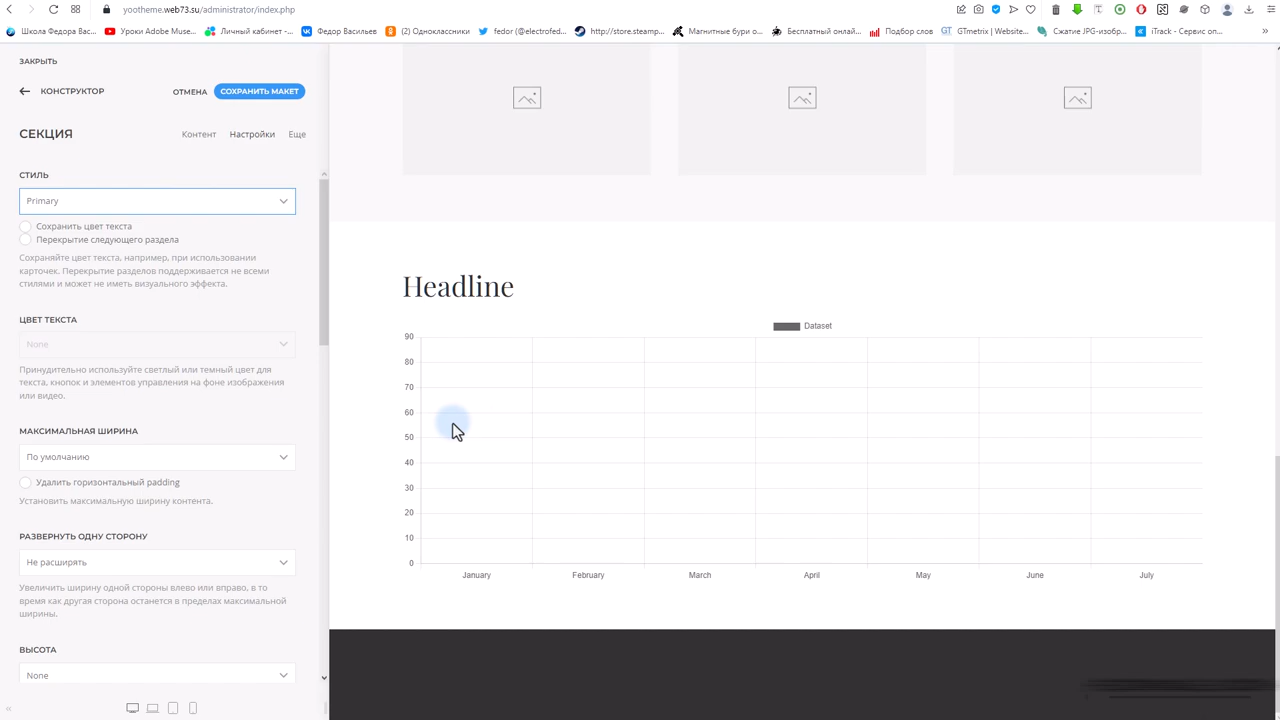 yootheme.web73.su/administrator/index.php
Школа Федора Вас... Уроки Adobe Muse... Личный кабинет -... Федор Васильев (2) Одноклассники fedor (@electrofed... http://store.steamp... Магнитные бури о... Бесплатный онлай... Подбор слов GTmetrix | Website... Сжатие JPG-изобр... iTrack - Сервис оп...
ЗАКРЫТЬ
КОНСТРУКТОР ОТМЕНА СОХРАНИТЬ МАКЕТ
СЕКЦИЯ Контент Настройки Еще
СТИЛЬ
Primary
Сохранить цвет текста
Перекрытие следующего раздела
Сохраняйте цвет текста, например, при использовании
карточек. Перекрытие разделов поддерживается не всеми
стилями и может не иметь визуального эффекта.
ЦВЕТ ТЕКСТА
None
Принудительно используйте светлый или темный цвет для
текста, кнопок и элементов управления на фоне изображения
или видео.
МАКСИМАЛЬНАЯ ШИРИНА
По умолчанию
Удалить горизонтальный padding
Установить максимальную ширину контента.
РАЗВЕРНУТЬ ОДНУ СТОРОНУ
Не расширять
Увеличить ширину одной стороны влево или вправо, в то
время как другая сторона останется в пределах максимальной
ширины.
ВЫСОТА
None
Headline
Dataset
90
80
70
60
50
40
30
20
10
0
January February March April May June July